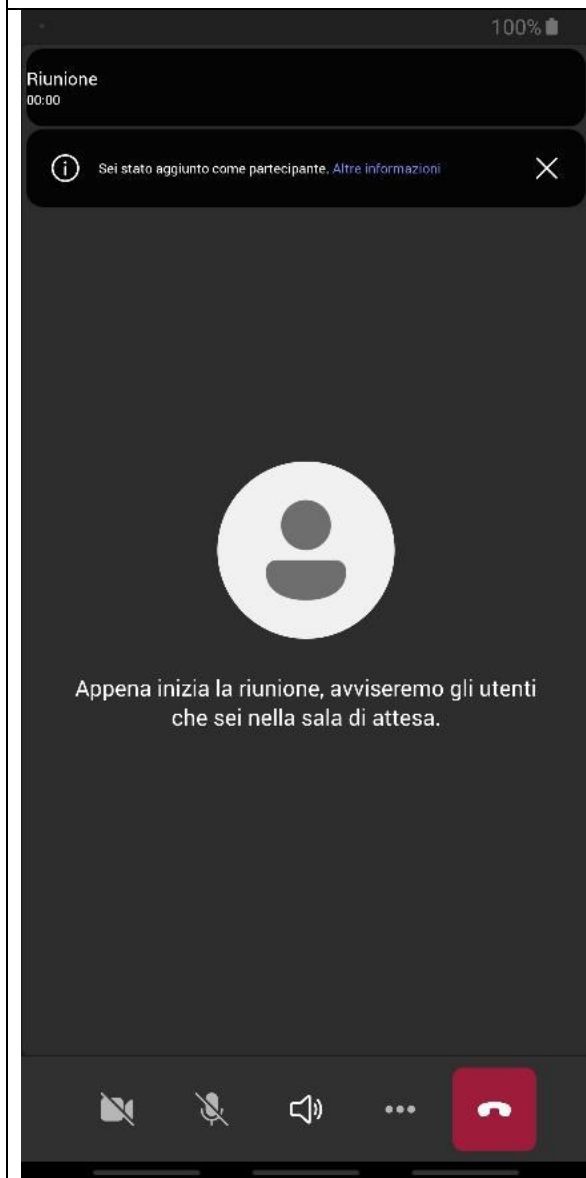 100%
Riunione
00:00
Sei stato aggiunto come partecipante. Altre informazioni
Appena inizia la riunione, avviseremo gli utenti
che sei nella sala di attesa.